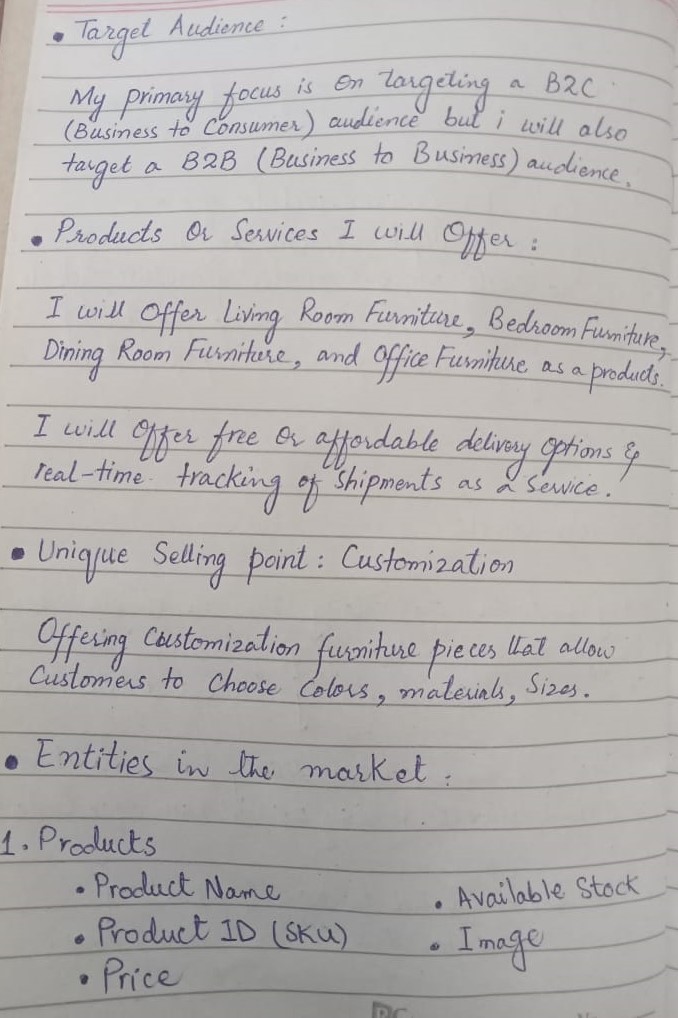 • Target Audience :
My primary focus is on targeting a B2C
(Business to Consumer) audience but i will also
target a B2B (Business to Business) audience.
• Products Or Services I will Offer :
I will Offer Living Room Furniture, Bedroom Furniture,
Dining Room Furniture, and Office Furniture as a products.
I will Offer free Or affordable delivery options &
real-time tracking of Shipments as a Service.
• Unique Selling point : Customization
Offering Customization furniture pieces that allow
Customers to Choose Colors, materials, Sizes.
• Entities in the market :
1. Products
• Product Name • Available Stock
• Product ID (SKU) • Image
• Price